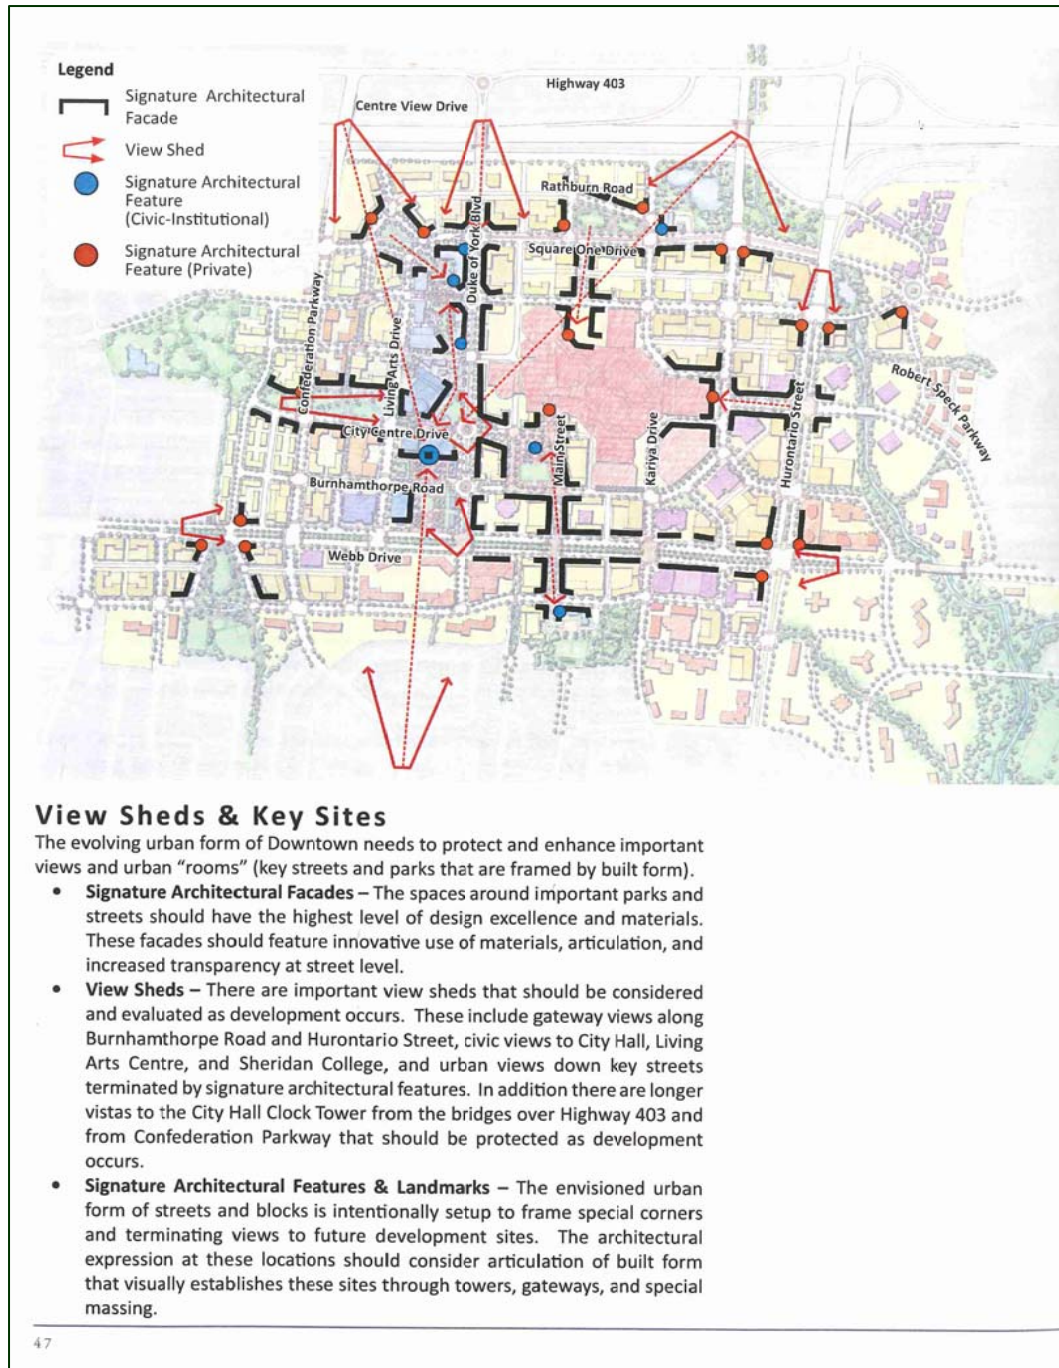 Legend
Signature Architectural
Facade
View Shed
Signature Architectural
Feature
(Civic-Institutional)
Signature Architectural
Feature (Private)
Highway 403
Centre View Drive
Rathburn Road
Square One Drive
Duke of York Blvd
Confederation Parkway
Living Arts Drive
City Centre Drive
Burnhamthorpe Road
Main Street
Kariya Drive
Hurontario Street
Robert Speck Parkway
Webb Drive
View Sheds & Key Sites
The evolving urban form of Downtown needs to protect and enhance important
views and urban “rooms” (key streets and parks that are framed by built form).
• Signature Architectural Facades – The spaces around important parks and
streets should have the highest level of design excellence and materials.
These facades should feature innovative use of materials, articulation, and
increased transparency at street level.
• View Sheds – There are important view sheds that should be considered
and evaluated as development occurs. These include gateway views along
Burnhamthorpe Road and Hurontario Street, civic views to City Hall, Living
Arts Centre, and Sheridan College, and urban views down key streets
terminated by signature architectural features. In addition there are longer
vistas to the City Hall Clock Tower from the bridges over Highway 403 and
from Confederation Parkway that should be protected as development
occurs.
• Signature Architectural Features & Landmarks – The envisioned urban
form of streets and blocks is intentionally setup to frame special corners
and terminating views to future development sites. The architectural
expression at these locations should consider articulation of built form
that visually establishes these sites through towers, gateways, and special
massing.
47